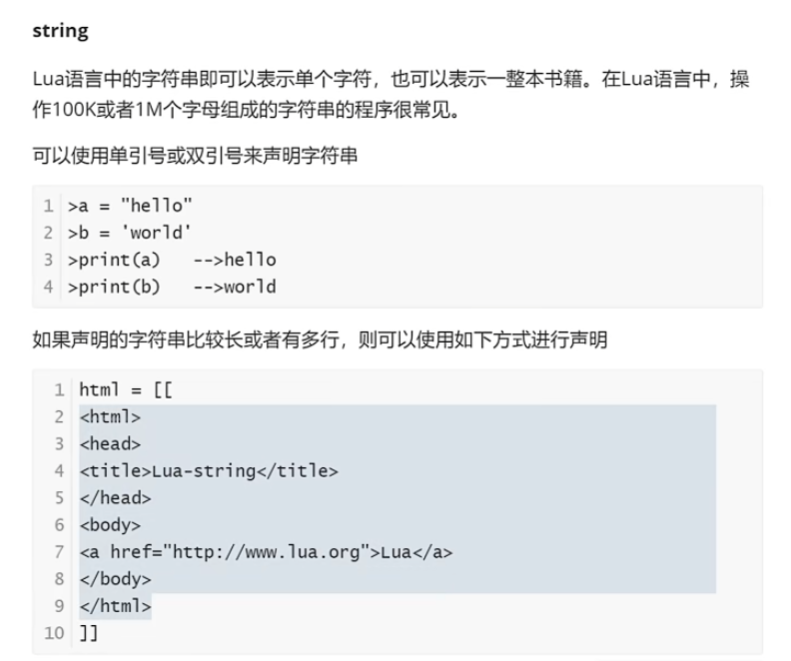 string
Lua语言中的字符串即可以表示单个字符，也可以表示一整本书籍。在Lua语言中，操
作100K或者1M个字母组成的字符串的程序很常见。
可以使用单引号或双引号来声明字符串
1 >a = "hello"
2 >b = 'world'
3 >print(a)   -->hello
4 >print(b)   -->world
如果声明的字符串比较长或者有多行，则可以使用如下方式进行声明
1 html = [[
2 <html>
3 <head>
4 <title>Lua-string</title>
5 </head>
6 <body>
7 <a href="http://www.lua.org">Lua</a>
8 </body>
9 </html>
10 ]]